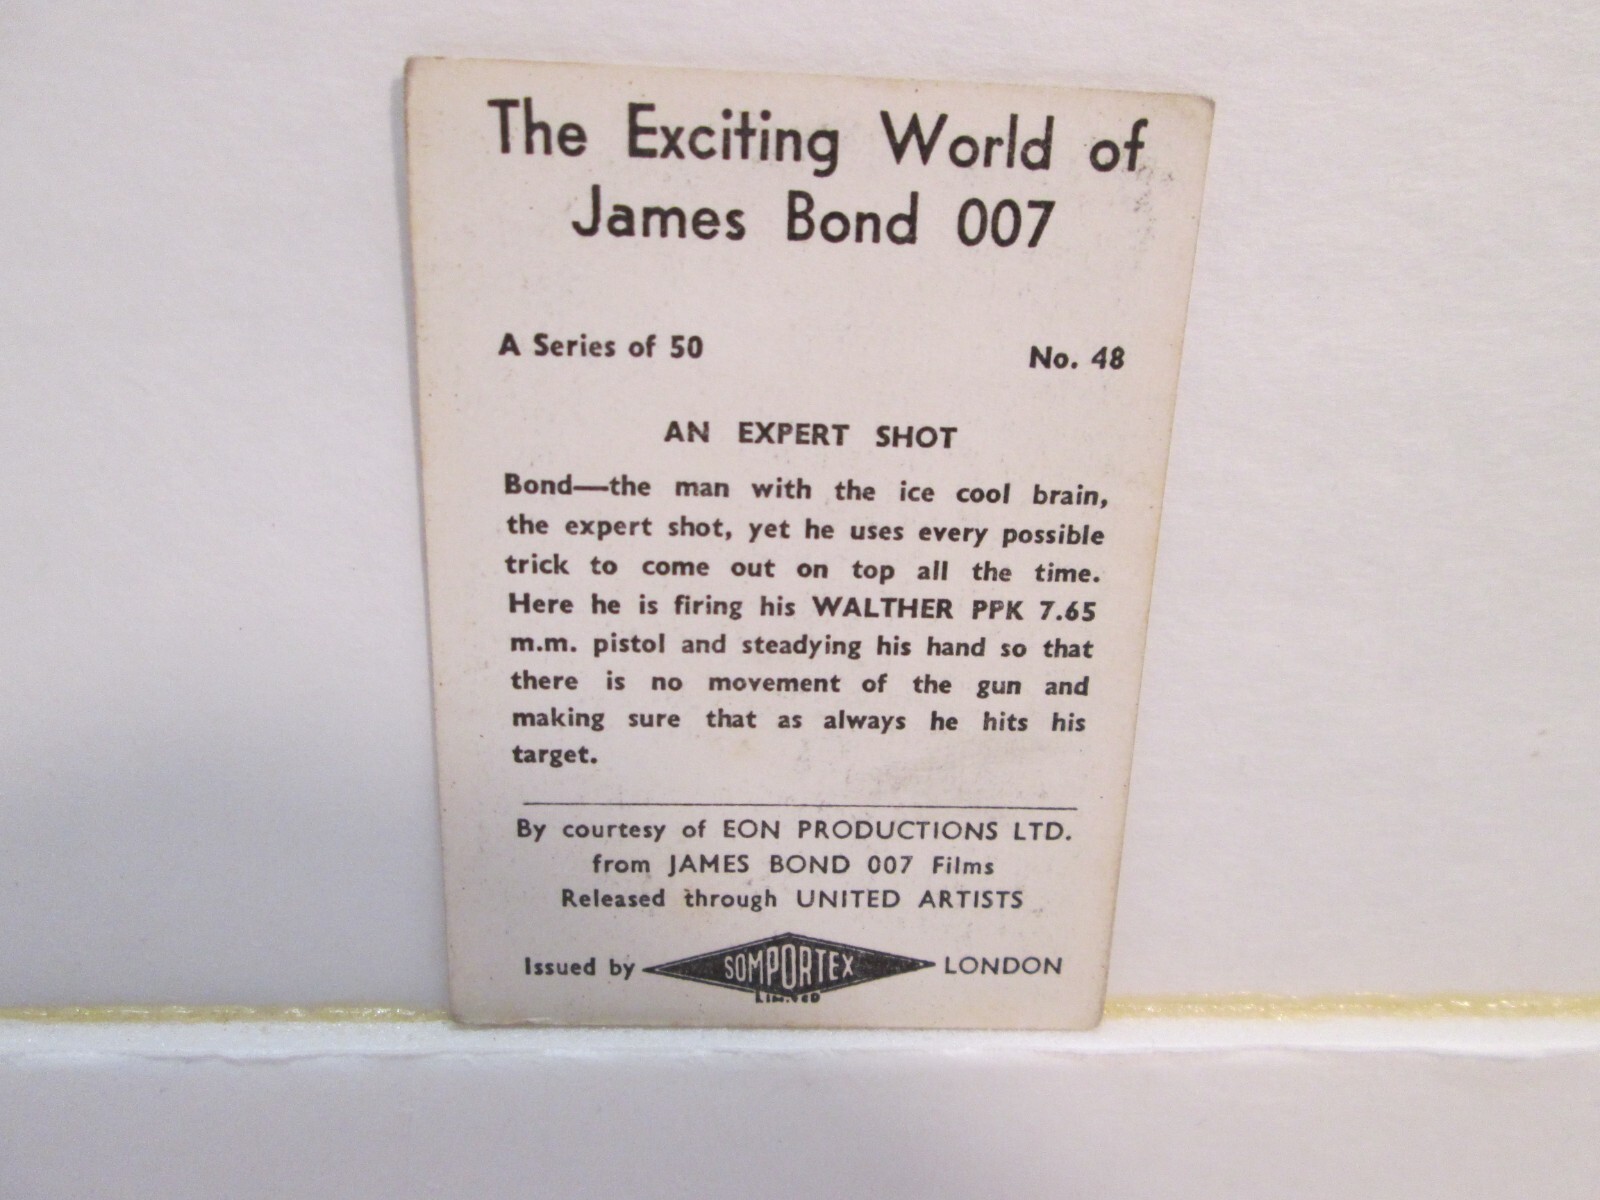 The Exciting World of
James Bond 007
A Series of 50 No. 48
AN EXPERT SHOT
Bond—the man with the ice cool brain,
the expert shot, yet he uses every possible
trick to come out on top all the time.
Here he is firing his WALTHER PPK 7.65
m.m. pistol and steadying his hand so that
there is no movement of the gun and
making sure that as always he hits his
target.
By courtesy of EON PRODUCTIONS LTD.
from JAMES BOND 007 Films
Released through UNITED ARTISTS
Issued by SOMPORTEX LONDON
LIMITED